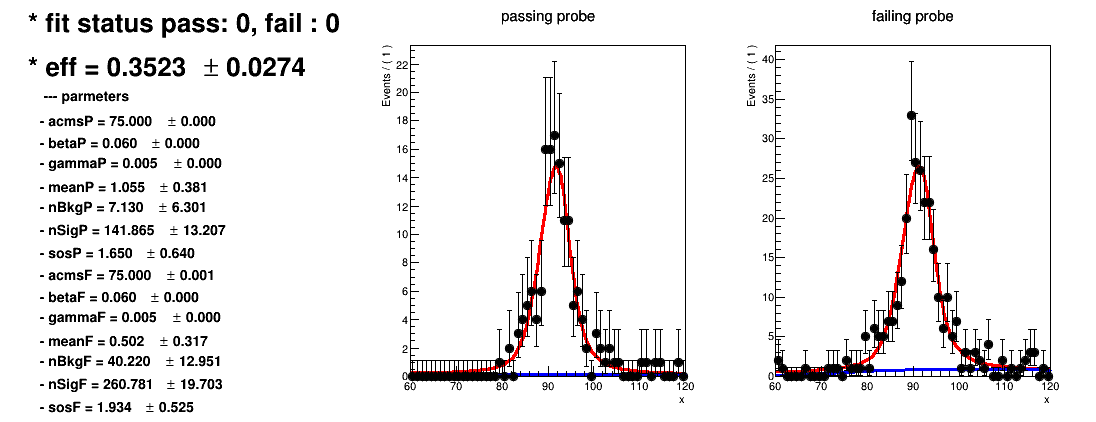 * fit status pass: 0, fail : 0
* eff = 0.3523 ± 0.0274
--- parmeters
- acmsP = 75.000 ± 0.000
- betaP = 0.060 ± 0.000
- gammaP = 0.005 ± 0.000
- meanP = 1.055 ± 0.381
- nBkgP = 7.130 ± 6.301
- nSigP = 141.865 ± 13.207
- sosP = 1.650 ± 0.640
- acmsF = 75.000 ± 0.001
- betaF = 0.060 ± 0.000
- gammaF = 0.005 ± 0.000
- meanF = 0.502 ± 0.317
- nBkgF = 40.220 ± 12.951
- nSigF = 260.781 ± 19.703
- sosF = 1.934 ± 0.525
passing probe
Events / ( 1 )
22
20
18
16
14
12
10
8
6
4
2
0
60 70 80 90 100 110 120
x
failing probe
Events / ( 1 )
40
35
30
25
20
15
10
5
0
60 70 80 90 100 110 120
x